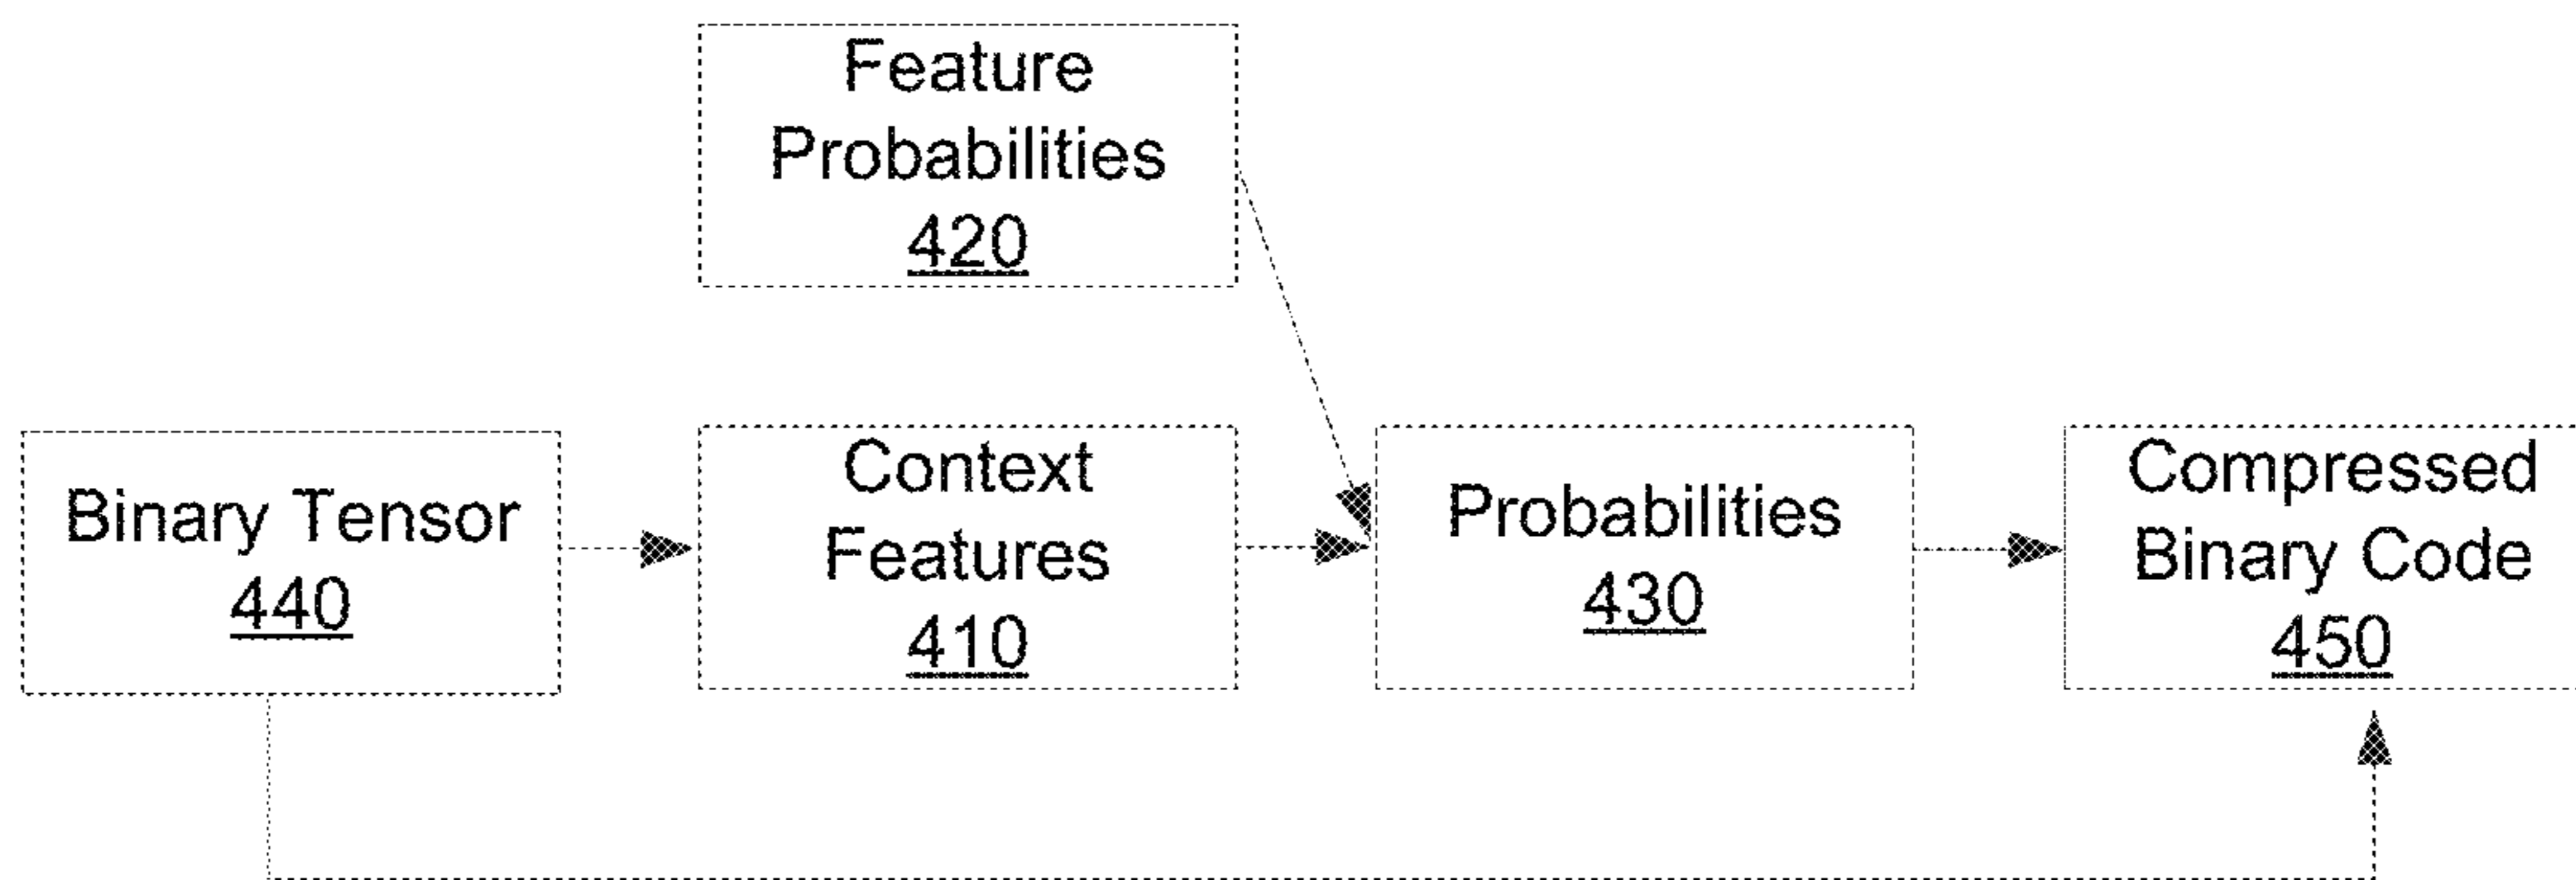 Feature
Probabilities
420
Binary Tensor
440
Context
Features
410
Probabilities
430
Compressed
Binary Code
450